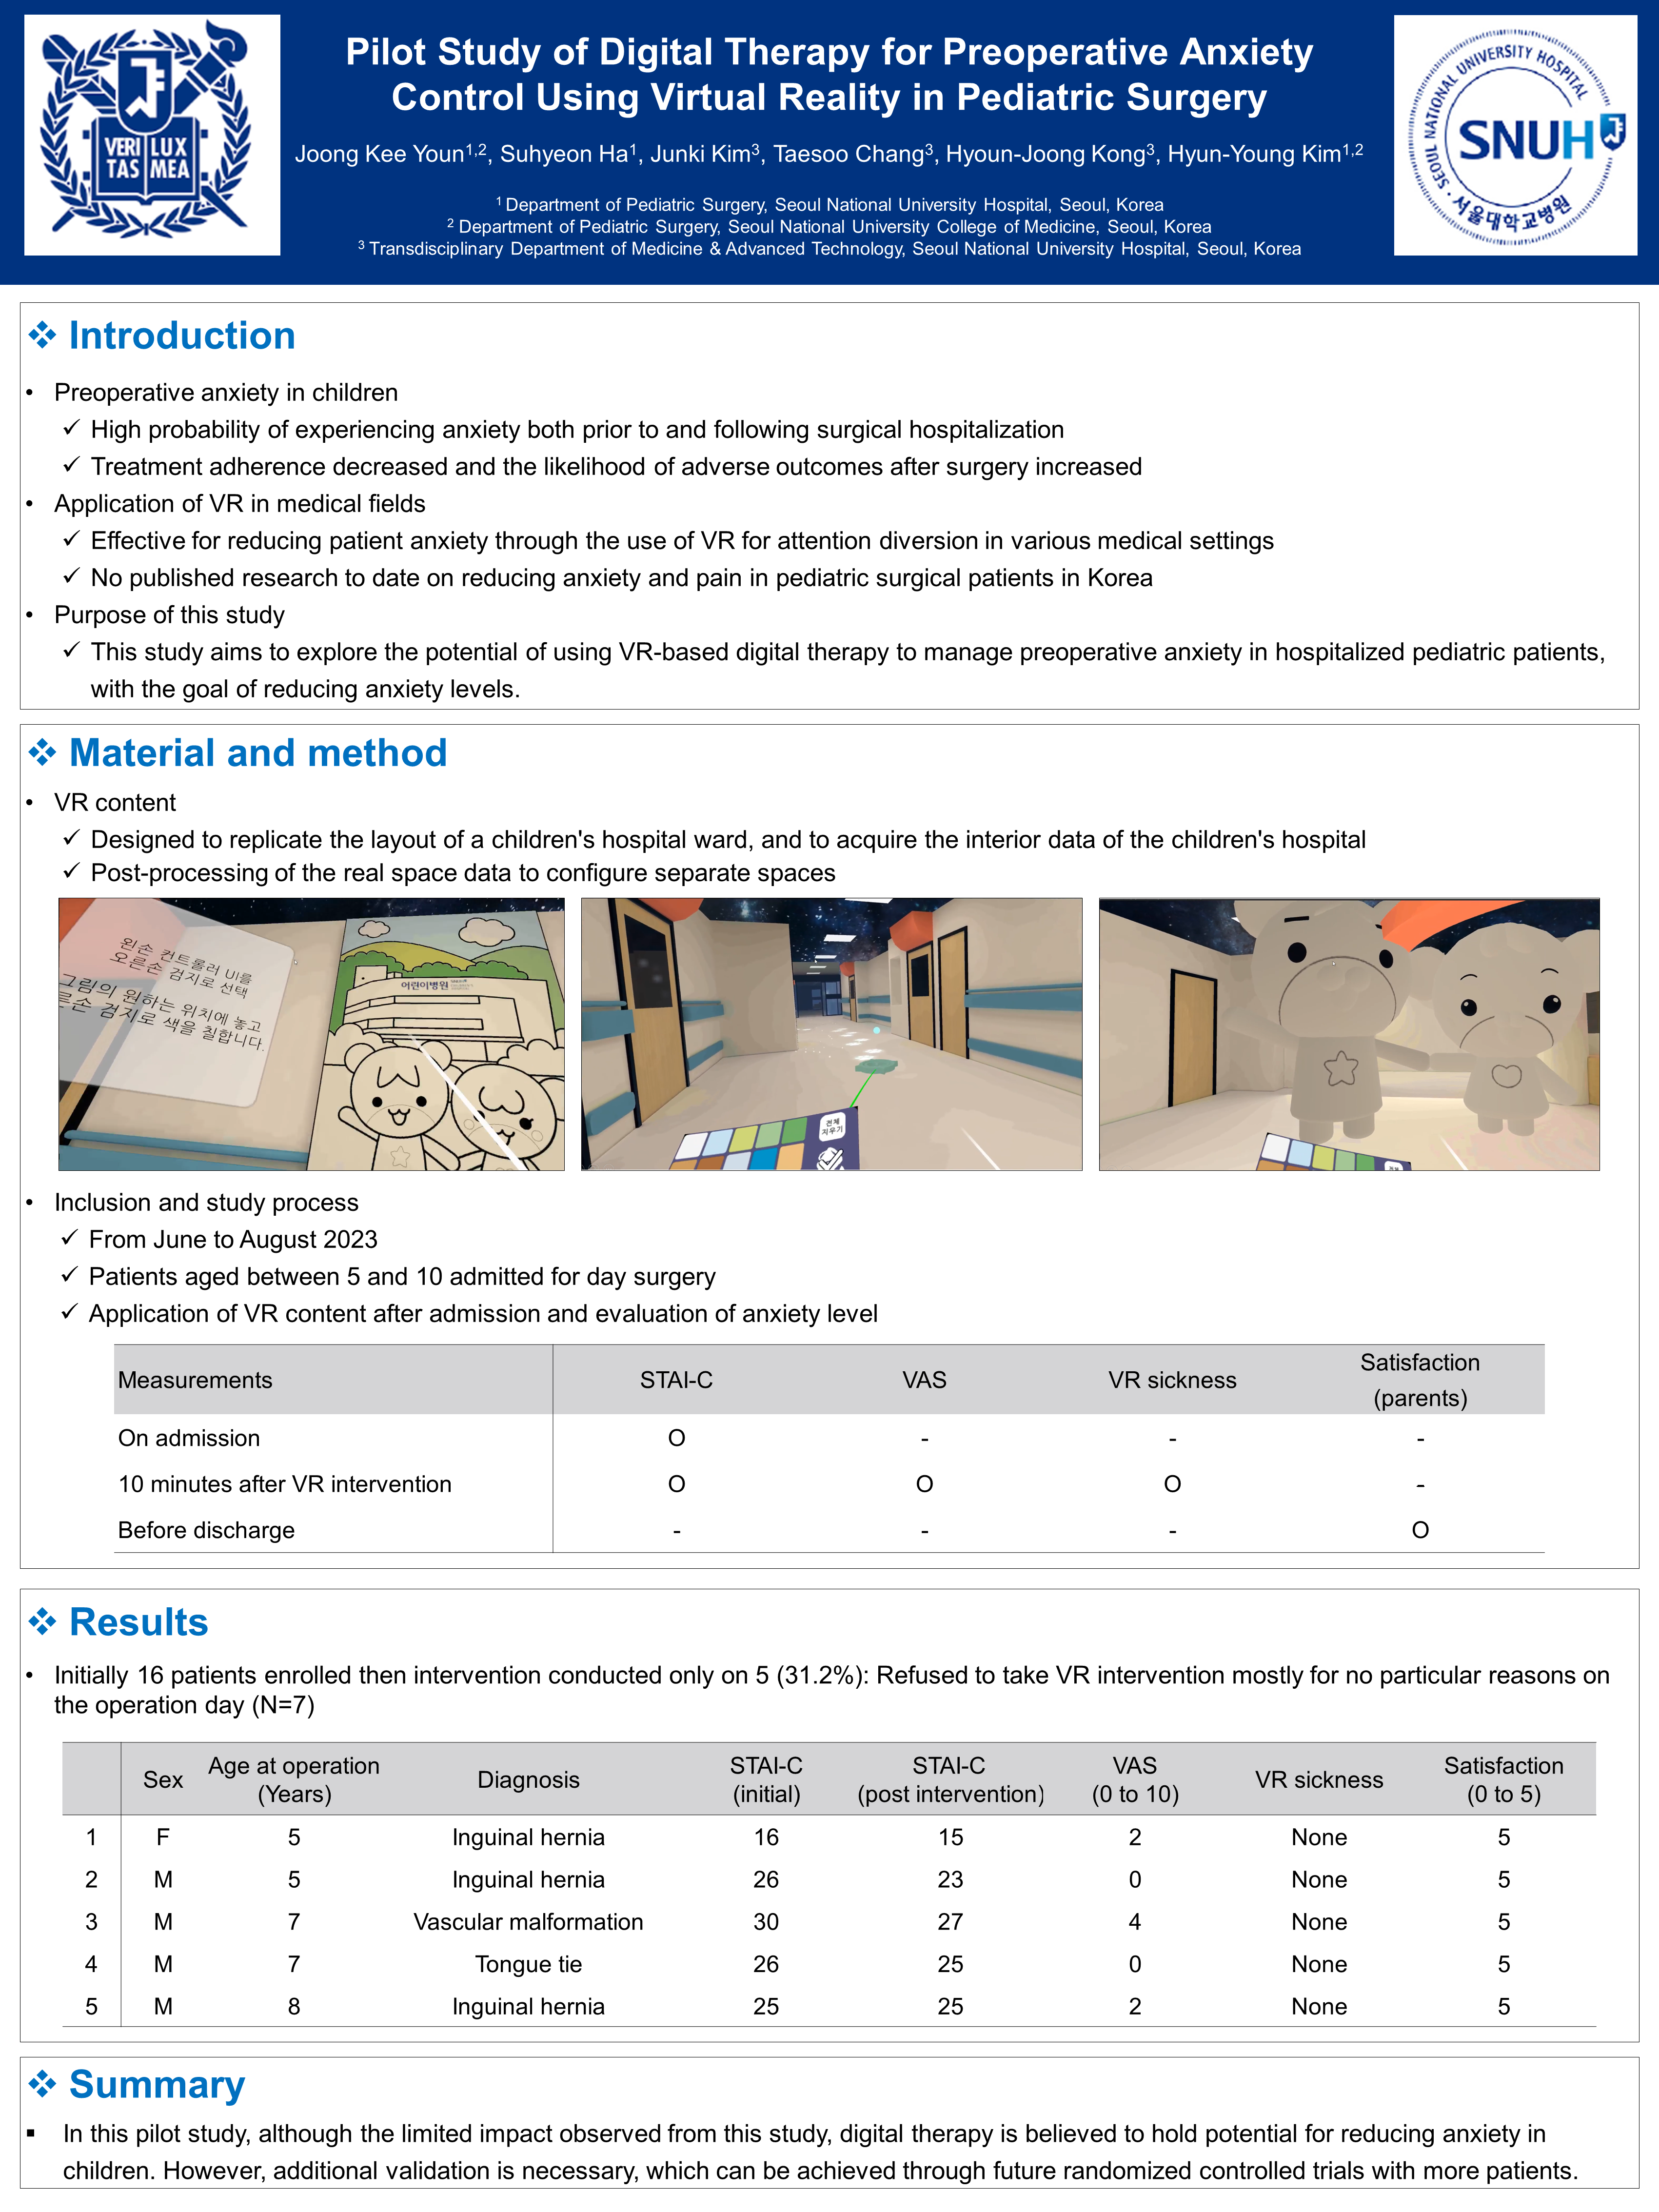 VERI LUX
TAS MEA
Pilot Study of Digital Therapy for Preoperative Anxiety
Control Using Virtual Reality in Pediatric Surgery
Joong Kee Youn1,2, Suhyeon Ha1, Junki Kim3, Taesoo Chang3, Hyoun-Joong Kong3, Hyun-Young Kim1,2
1 Department of Pediatric Surgery, Seoul National University Hospital, Seoul, Korea
2 Department of Pediatric Surgery, Seoul National University College of Medicine, Seoul, Korea
3 Transdisciplinary Department of Medicine & Advanced Technology, Seoul National University Hospital, Seoul, Korea
SEOUL NATIONAL UNIVERSITY HOSPITAL
SNUH
서울대학교병원
❖ Introduction
• Preoperative anxiety in children
✓ High probability of experiencing anxiety both prior to and following surgical hospitalization
✓ Treatment adherence decreased and the likelihood of adverse outcomes after surgery increased
• Application of VR in medical fields
✓ Effective for reducing patient anxiety through the use of VR for attention diversion in various medical settings
✓ No published research to date on reducing anxiety and pain in pediatric surgical patients in Korea
• Purpose of this study
✓ This study aims to explore the potential of using VR-based digital therapy to manage preoperative anxiety in hospitalized pediatric patients,
with the goal of reducing anxiety levels.
❖ Material and method
• VR content
✓ Designed to replicate the layout of a children's hospital ward, and to acquire the interior data of the children's hospital
✓ Post-processing of the real space data to configure separate spaces
왼손 컨트롤러 UI를
오른손 검지로 선택
그림의 원하는 위치에 놓고
른손 검지로 색을 칠합니다.
어린이병원
전체
지우기
• Inclusion and study process
✓ From June to August 2023
✓ Patients aged between 5 and 10 admitted for day surgery
✓ Application of VR content after admission and evaluation of anxiety level
Measurements STAI-C VAS VR sickness Satisfaction
(parents)
On admission O - - -
10 minutes after VR intervention O O O -
Before discharge - - - O
❖ Results
• Initially 16 patients enrolled then intervention conducted only on 5 (31.2%): Refused to take VR intervention mostly for no particular reasons on
the operation day (N=7)
Sex Age at operation
(Years) Diagnosis STAI-C
(initial) STAI-C
(post intervention) VAS
(0 to 10) VR sickness Satisfaction
(0 to 5)
1 F 5 Inguinal hernia 16 15 2 None 5
2 M 5 Inguinal hernia 26 23 0 None 5
3 M 7 Vascular malformation 30 27 4 None 5
4 M 7 Tongue tie 26 25 0 None 5
5 M 8 Inguinal hernia 25 25 2 None 5
❖ Summary
▪ In this pilot study, although the limited impact observed from this study, digital therapy is believed to hold potential for reducing anxiety in
children. However, additional validation is necessary, which can be achieved through future randomized controlled trials with more patients.